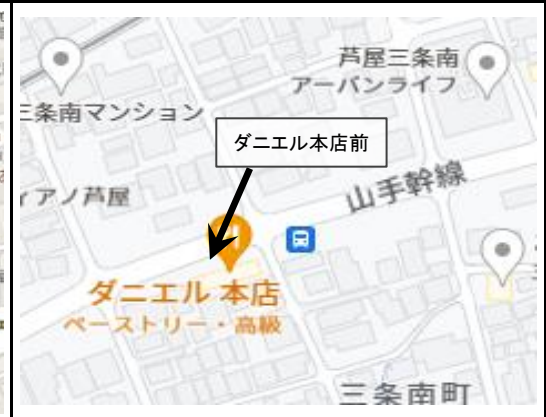 芦屋三条南
アーバンライフ
三条南マンション
ダニエル本店前
ィアノ芦屋
山手幹線
ダニエル 本店
ペーストリー・高級
三条南町